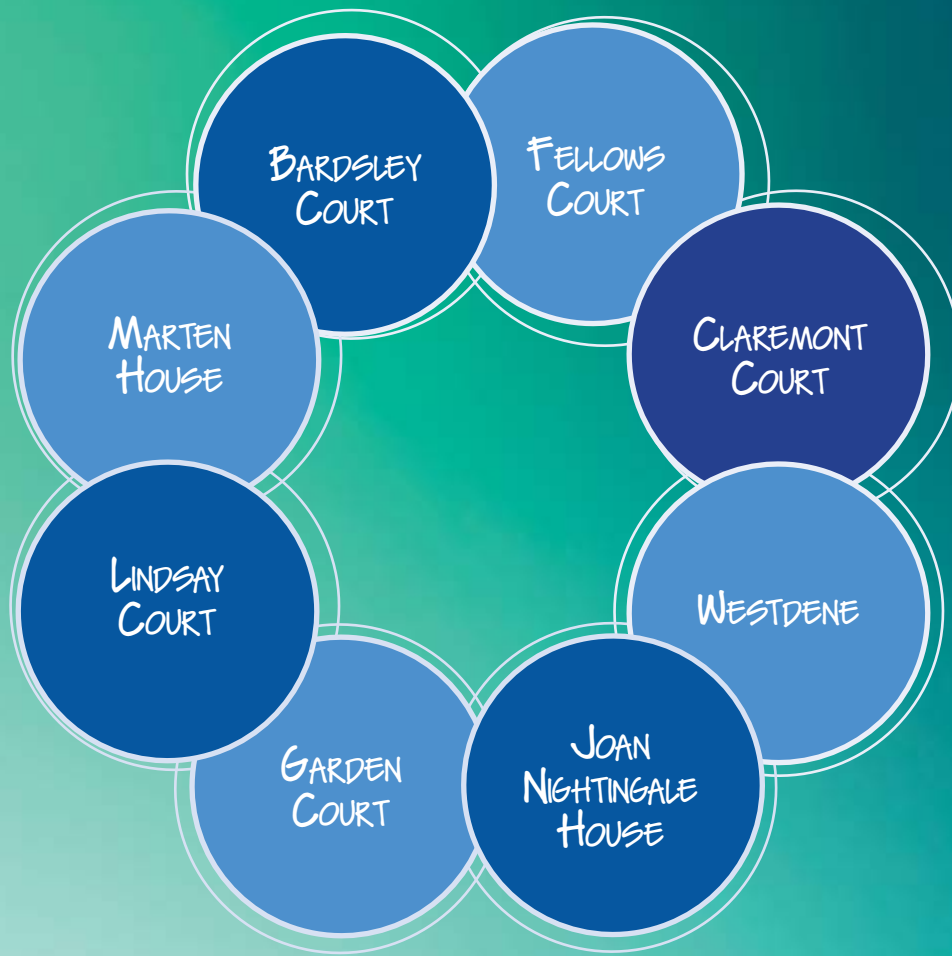 Bardsley
Court
Fellows
Court
Marten
House
Claremont
Court
Lindsay
Court
Westdene
Garden
Court
Joan
Nightingale
House